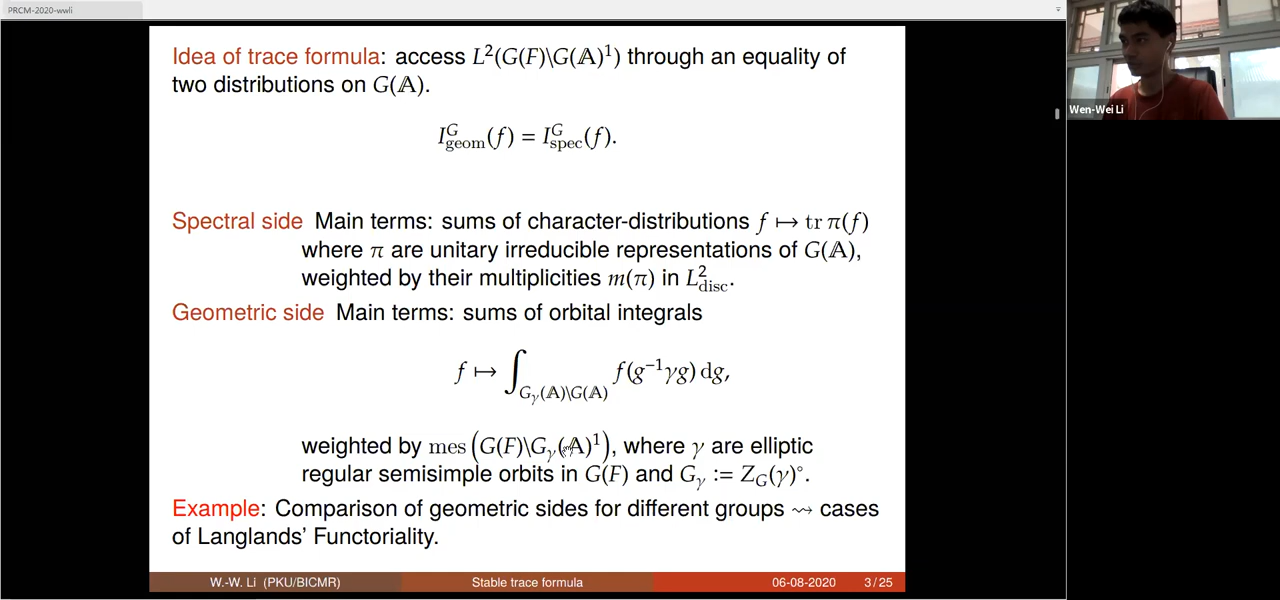 PRCM-2020-wwli
Idea of trace formula: access L²(G(F)\G(𝔸)¹) through an equality of
two distributions on G(𝔸).
I^G_geom(f) = I^G_spec(f).
Spectral side Main terms: sums of character-distributions f ↦ tr π(f)
where π are unitary irreducible representations of G(𝔸),
weighted by their multiplicities m(π) in L²_disc.
Geometric side Main terms: sums of orbital integrals
f ↦ ∫_{G_γ(𝔸)\G(𝔸)} f(g⁻¹γg) dg,
weighted by mes (G(F)\G_γ(𝔸)¹), where γ are elliptic
regular semisimple orbits in G(F) and G_γ := Z_G(γ)°.
Example: Comparison of geometric sides for different groups ⇝ cases
of Langlands' Functoriality.
W.-W. Li (PKU/BICMR) Stable trace formula 06-08-2020 3 / 25
Wen-Wei Li